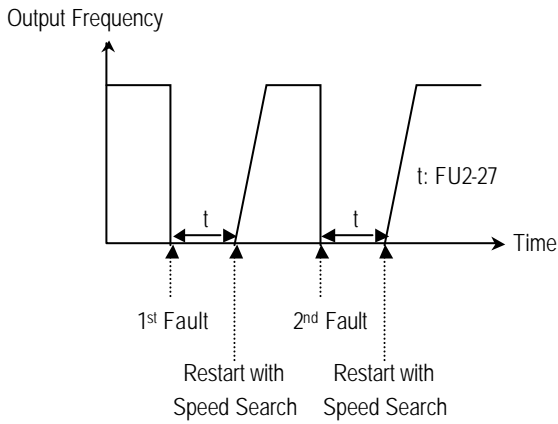 Output Frequency
t
t
t: FU2-27
Time
1st Fault
2nd Fault
Restart with
Speed Search
Restart with
Speed Search